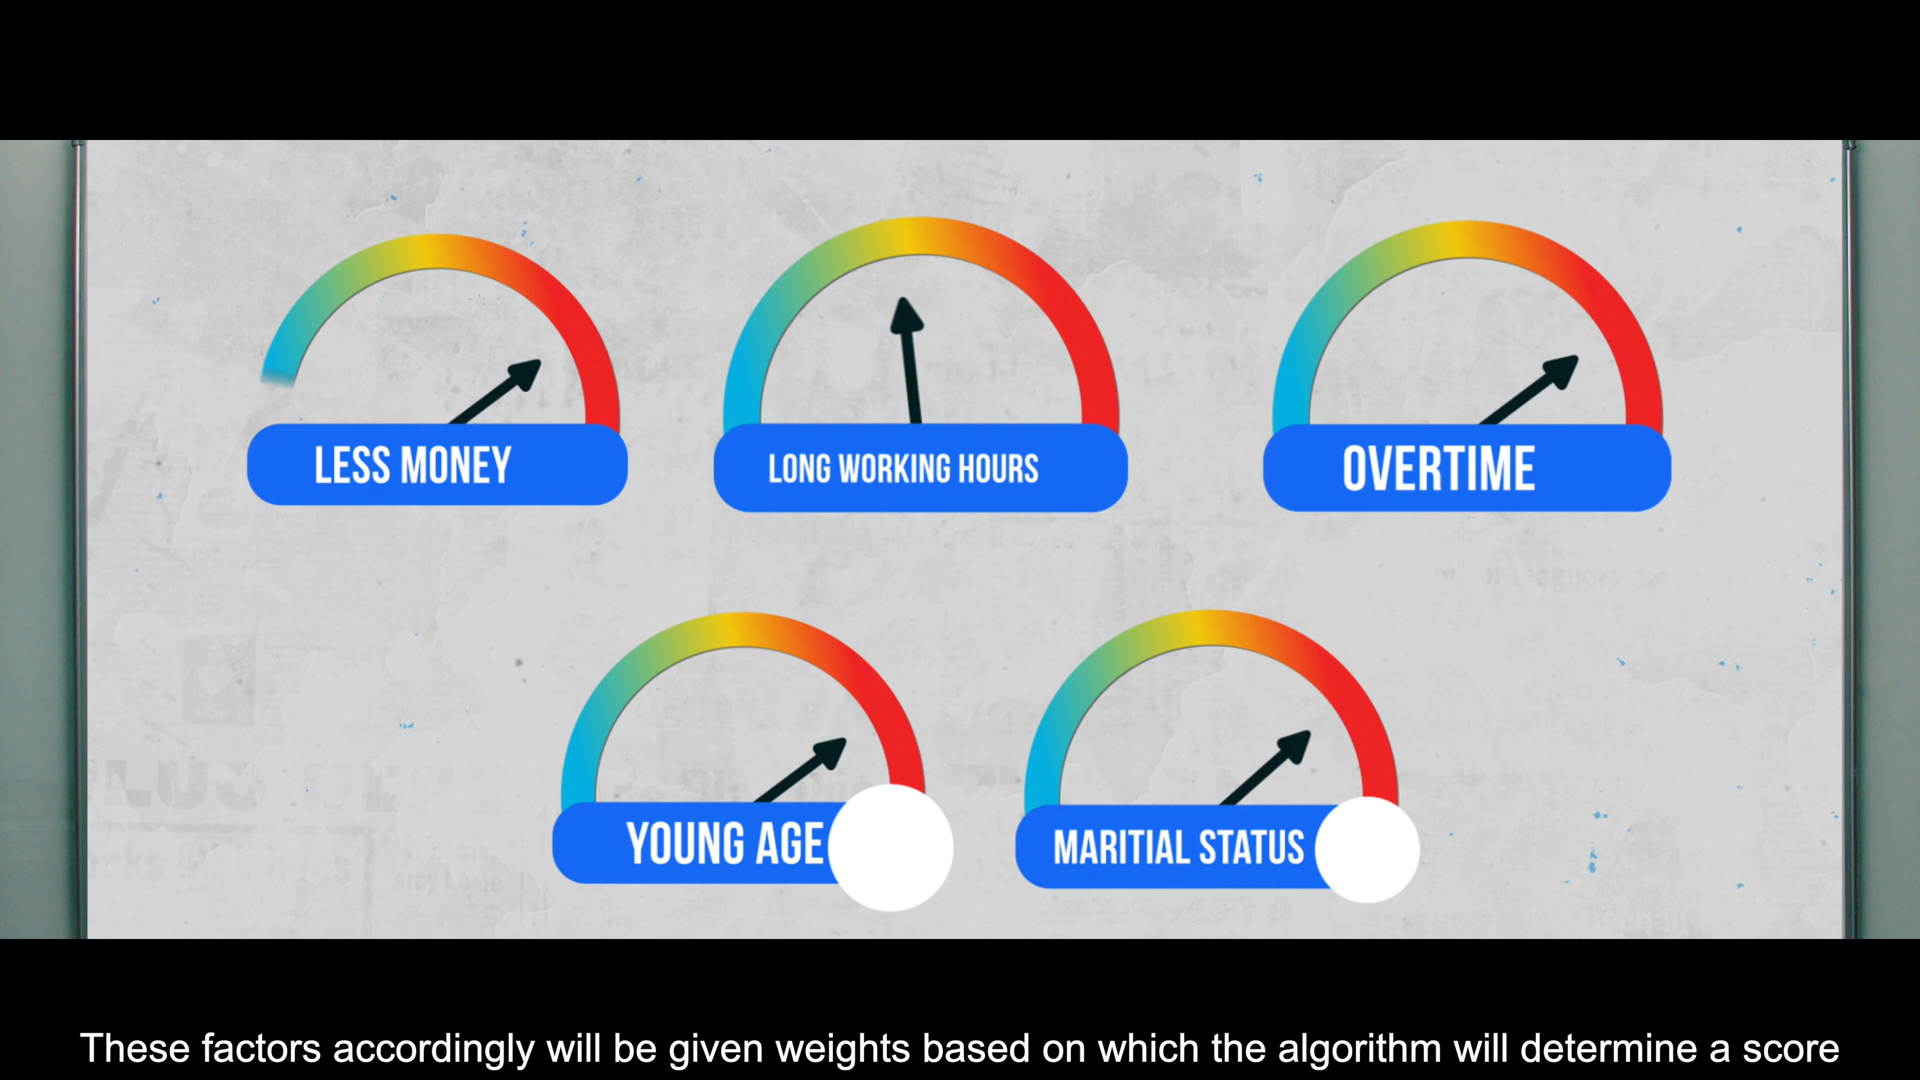 LESS MONEY
LONG WORKING HOURS
OVERTIME
YOUNG AGE
MARITIAL STATUS
These factors accordingly will be given weights based on which the algorithm will determine a score